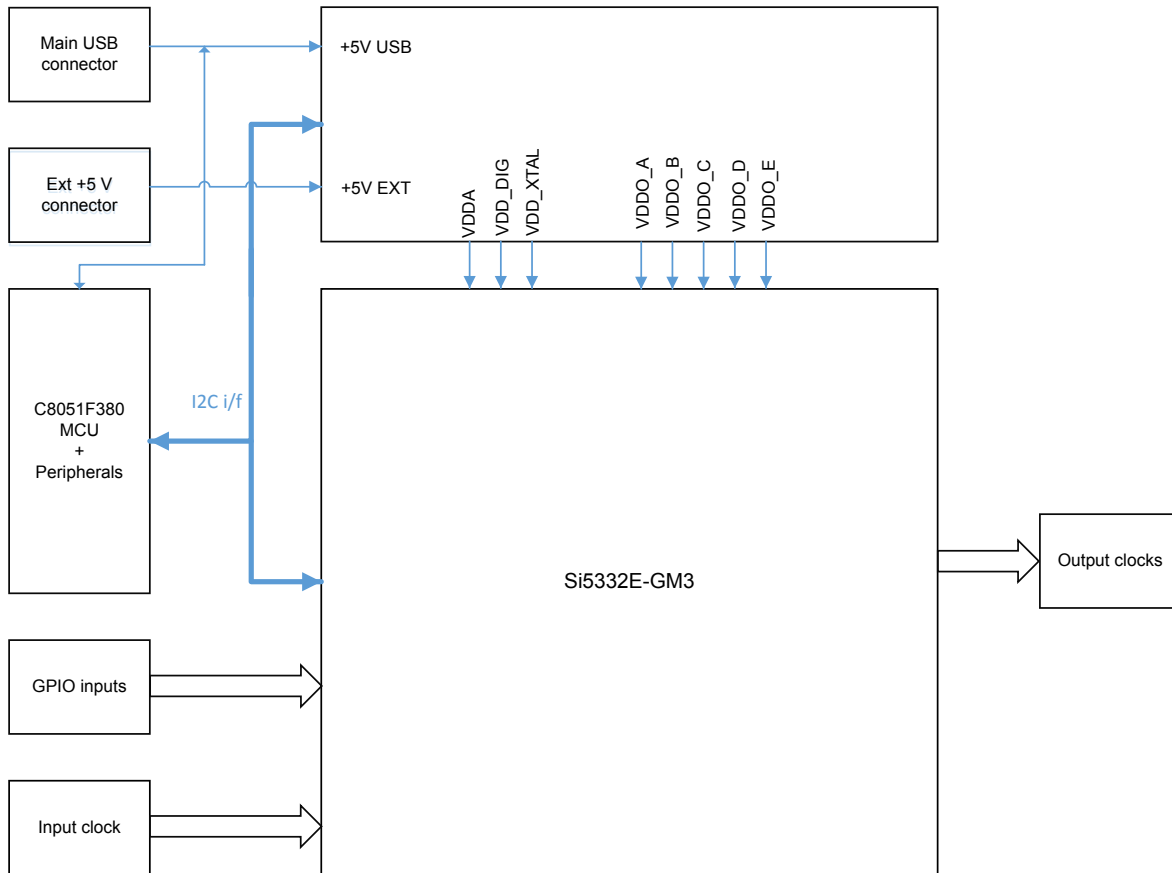 Main USB
connector
+5V USB
Ext +5 V
connector
+5V EXT
VDDA
VDD_DIG
VDD_XTAL
VDDO_A
VDDO_B
VDDO_C
VDDO_D
VDDO_E
C8051F380
MCU
+
Peripherals
I2C i/f
Si5332E-GM3
Output clocks
GPIO inputs
Input clock